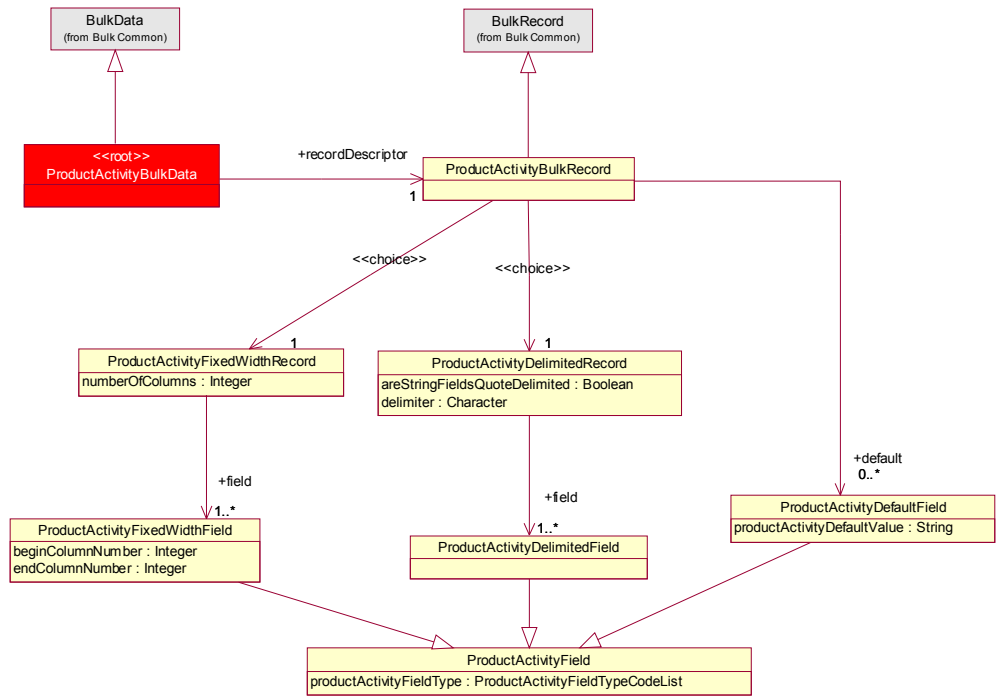 BulkData
(from Bulk Common)
BulkRecord
(from Bulk Common)
<<root>>
ProductActivityBulkData
+recordDescriptor
1
ProductActivityBulkRecord
<<choice>>
<<choice>>
1
1
ProductActivityFixedWidthRecord
numberOfColumns : Integer
ProductActivityDelimitedRecord
areStringFieldsQuoteDelimited : Boolean
delimiter : Character
+field
1..*
+field
1..*
+default
0..*
ProductActivityFixedWidthField
beginColumnNumber : Integer
endColumnNumber : Integer
ProductActivityDelimitedField
ProductActivityDefaultField
productActivityDefaultValue : String
ProductActivityField
productActivityFieldType : ProductActivityFieldTypeCodeList